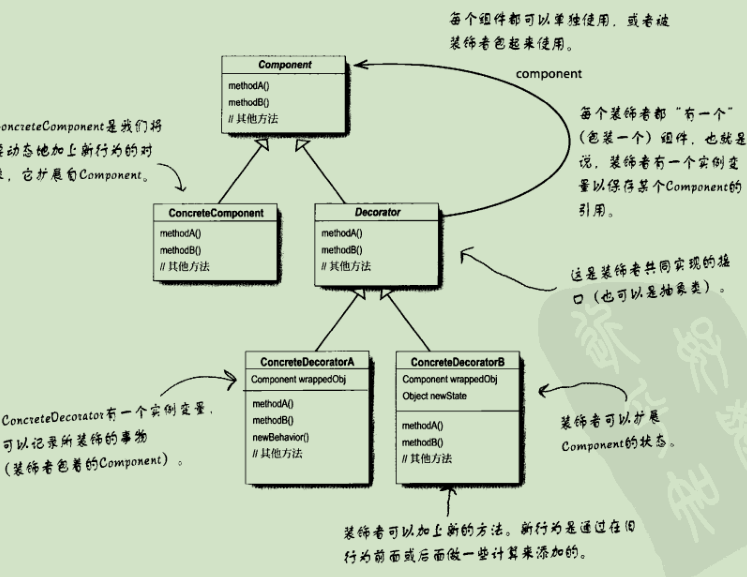 每个组件都可以单独使用，或者被
装饰者包起来使用。
Component
methodA()
methodB()
// 其他方法
component
每个装饰者都“有一个”
（包装一个）组件，也就是
说，装饰者有一个实例变
量以保存某个Component的
引用。
oncreteComponent是我们将
动态地加上新行为的对
，它扩展自Component。
ConcreteComponent
methodA()
methodB()
// 其他方法
Decorator
methodA()
methodB()
// 其他方法
这是装饰者共同实现的接
口（也可以是抽象类）。
ConcreteDecoratorA
Component wrappedObj
methodA()
methodB()
newBehavior()
// 其他方法
ConcreteDecoratorB
Component wrappedObj
Object newState
methodA()
methodB()
// 其他方法
ConcreteDecorator有一个实例变量，
可以记录所装饰的事物
（装饰者包着的Component）。
装饰者可以扩展
Component的状态。
装饰者可以加上新的方法。新行为是通过在旧
行为前面或后面做一些计算来添加的。